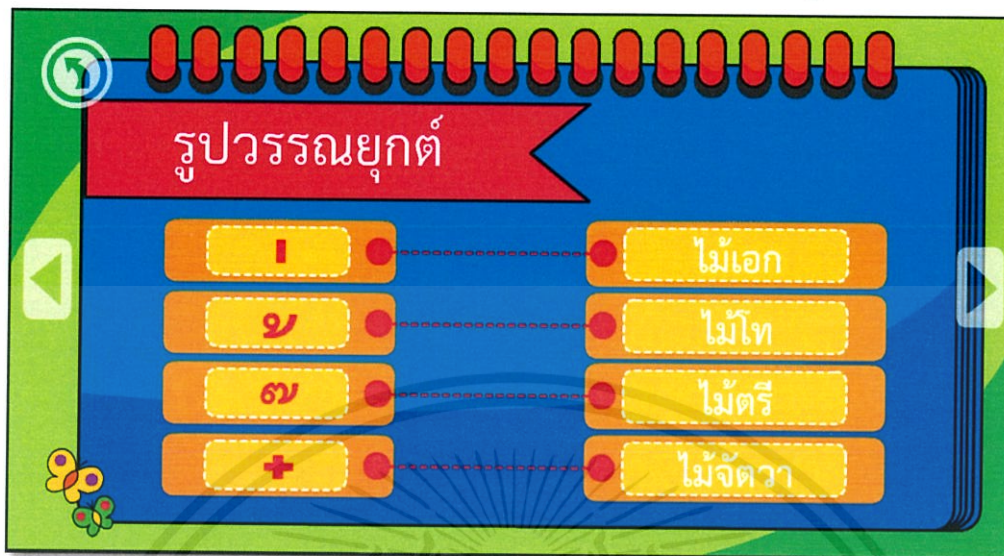 รูปวรรณยุกต์
่ ไม้เอก
้ ไม้โท
๊ ไม้ตรี
๋ ไม้จัตวา